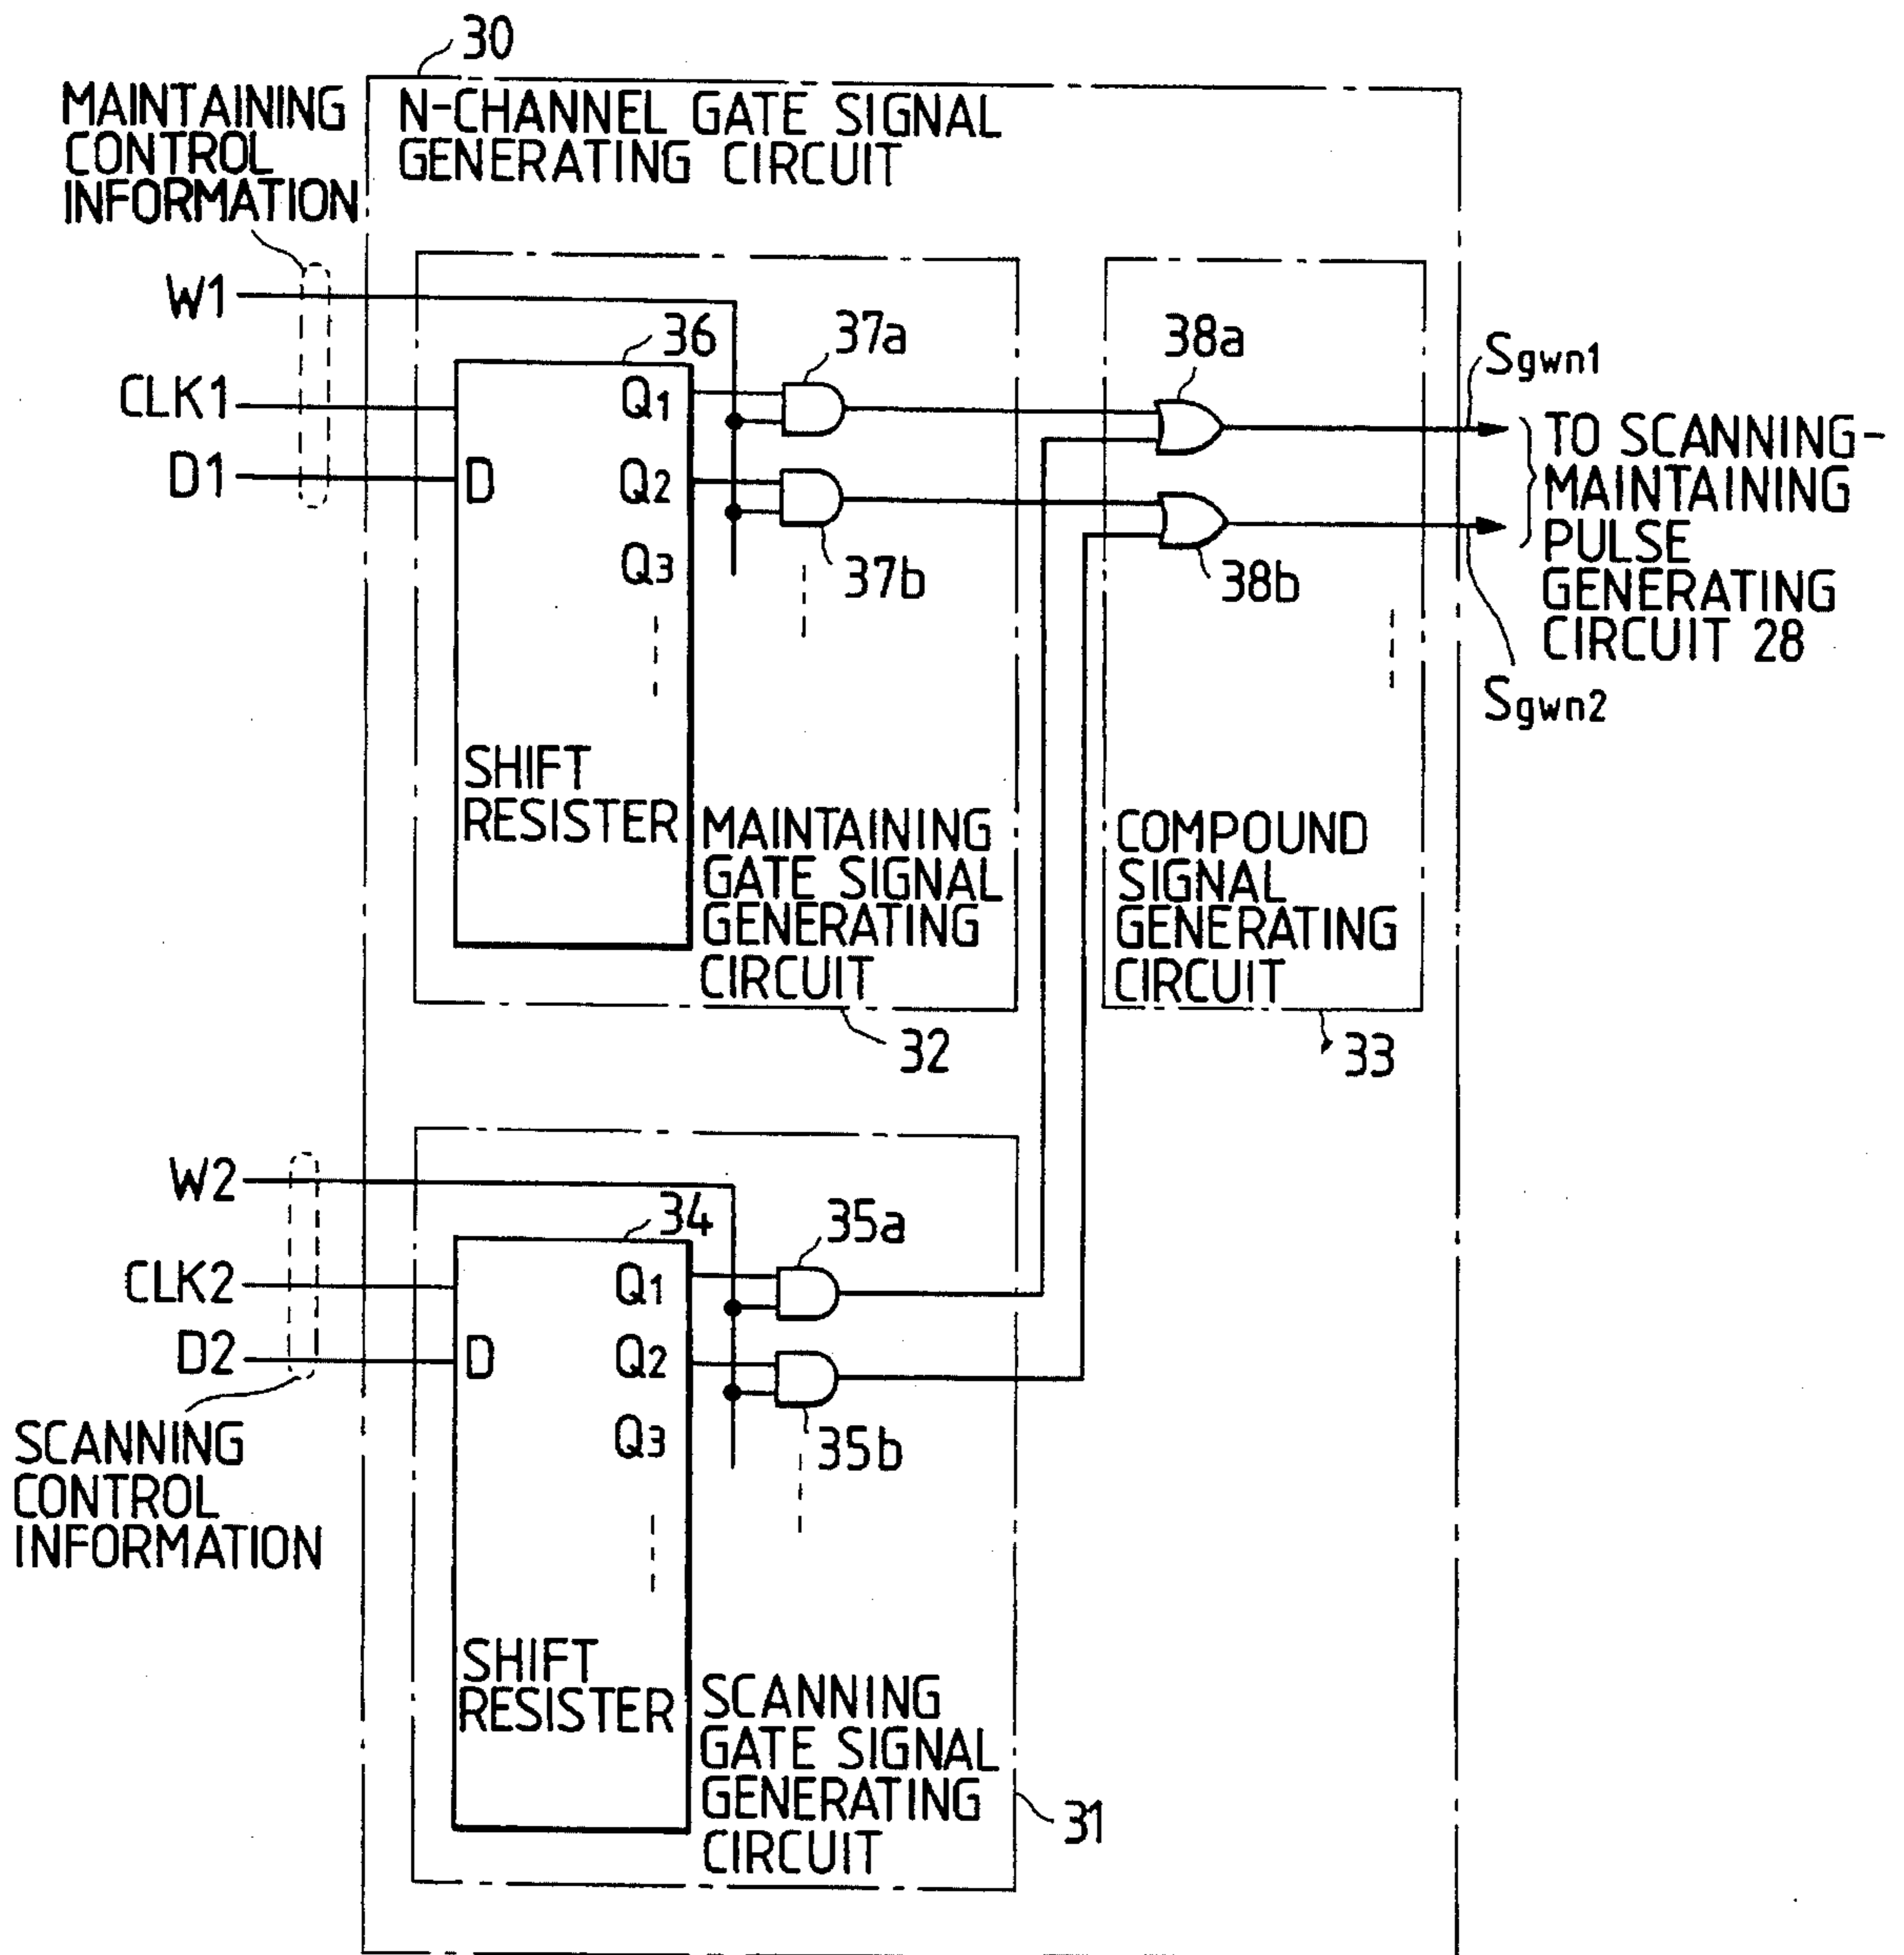 30
MAINTAINING
CONTROL
INFORMATION
N-CHANNEL GATE SIGNAL
GENERATING CIRCUIT
W1
CLK1
D1
36
37a
38a
Sgwn1
D
Q1
Q2
Q3
37b
38b
TO SCANNING-
MAINTAINING
PULSE
GENERATING
CIRCUIT 28
Sgwn2
SHIFT
RESISTER
MAINTAINING
GATE SIGNAL
GENERATING
CIRCUIT
COMPOUND
SIGNAL
GENERATING
CIRCUIT
32
33
W2
CLK2
D2
34
35a
D
Q1
Q2
Q3
35b
SCANNING
CONTROL
INFORMATION
SHIFT
RESISTER
SCANNING
GATE SIGNAL
GENERATING
CIRCUIT
31